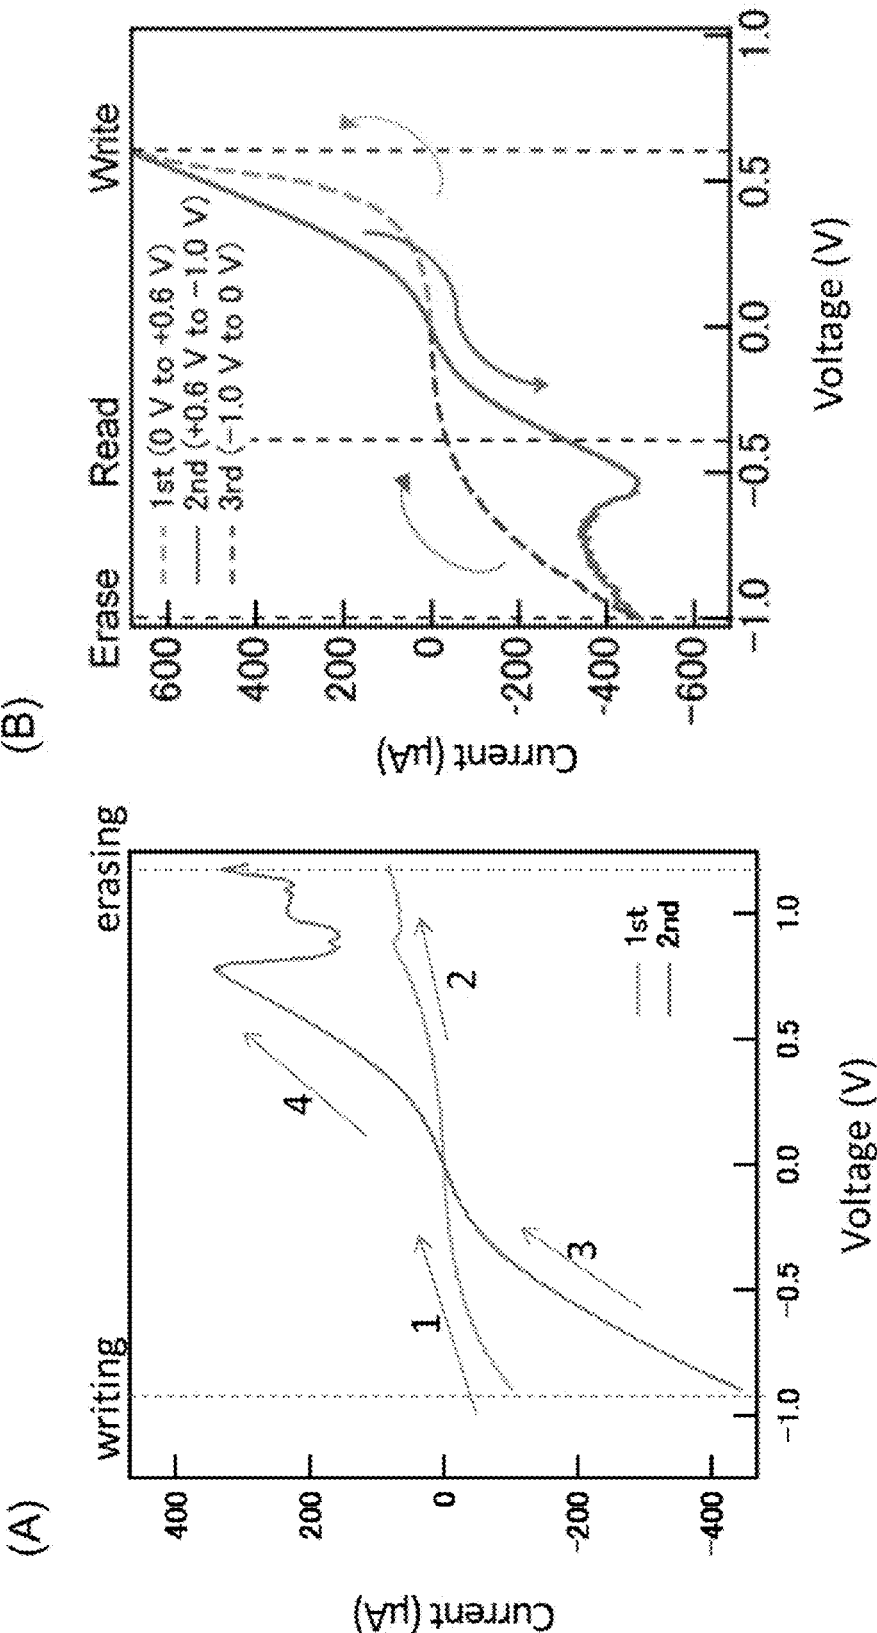 (A)
writing
erasing
400
200
0
-200
-400
Current (μA)
1
2
3
4
1st
2nd
-1.0
-0.5
0.0
0.5
1.0
Voltage (V)
(B)
Erase
Read
Write
1st (0 V to +0.6 V)
2nd (+0.6 V to -1.0 V)
3rd (-1.0 V to 0 V)
600
400
200
0
-200
-400
-600
Current (μA)
-1.0
-0.5
0.0
0.5
1.0
Voltage (V)